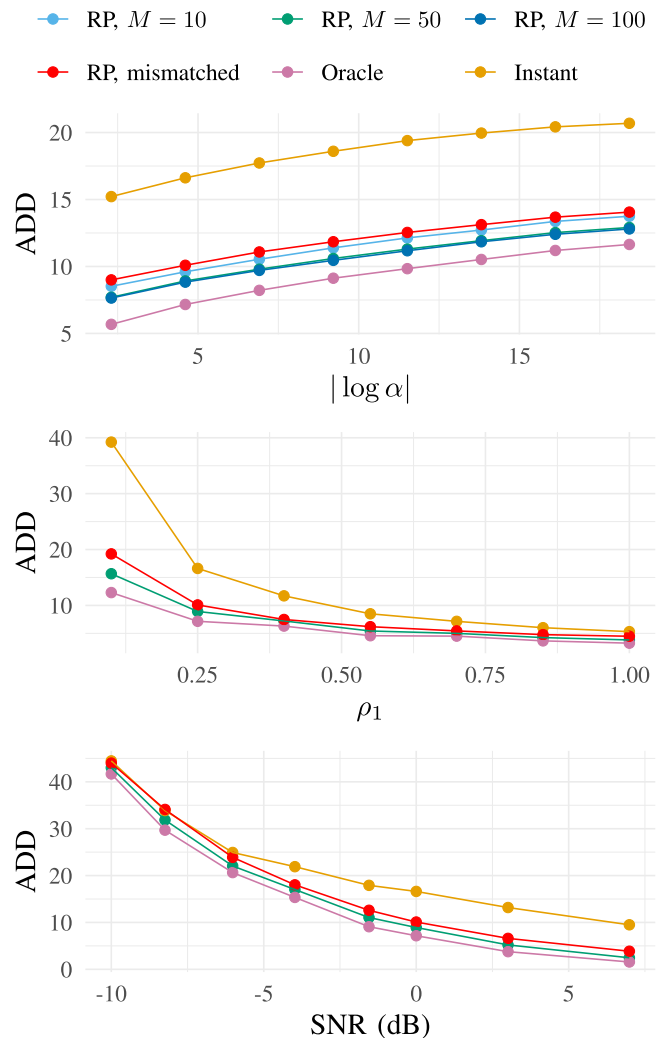 RP, M = 10 RP, M = 50 RP, M = 100
RP, mismatched Oracle Instant
20
15
10
5
ADD
5 10 15
| log α|
40
30
20
10
ADD
0.25 0.50 0.75 1.00
ρ₁
40
30
20
10
0
ADD
-10 -5 0 5
SNR (dB)